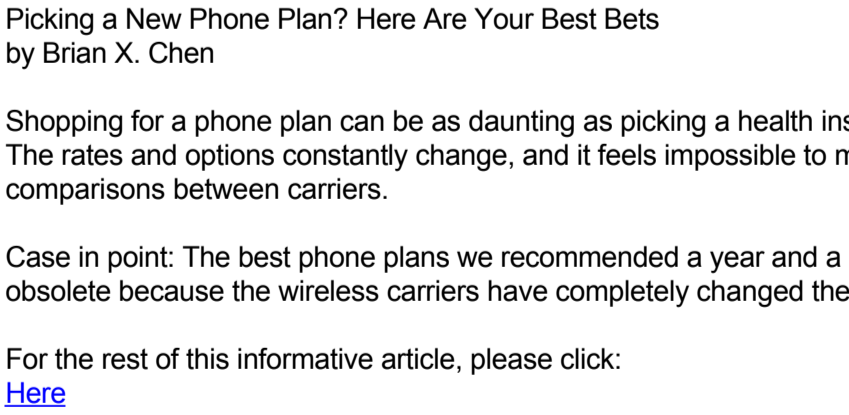 Picking a New Phone Plan? Here Are Your Best Bets
by Brian X. Chen
Shopping for a phone plan can be as daunting as picking a health
The rates and options constantly change, and it feels impossible to
comparisons between carriers.
Case in point: The best phone plans we recommended a year and a
obsolete because the wireless carriers have completely changed the
For the rest of this informative article, please click:
Here